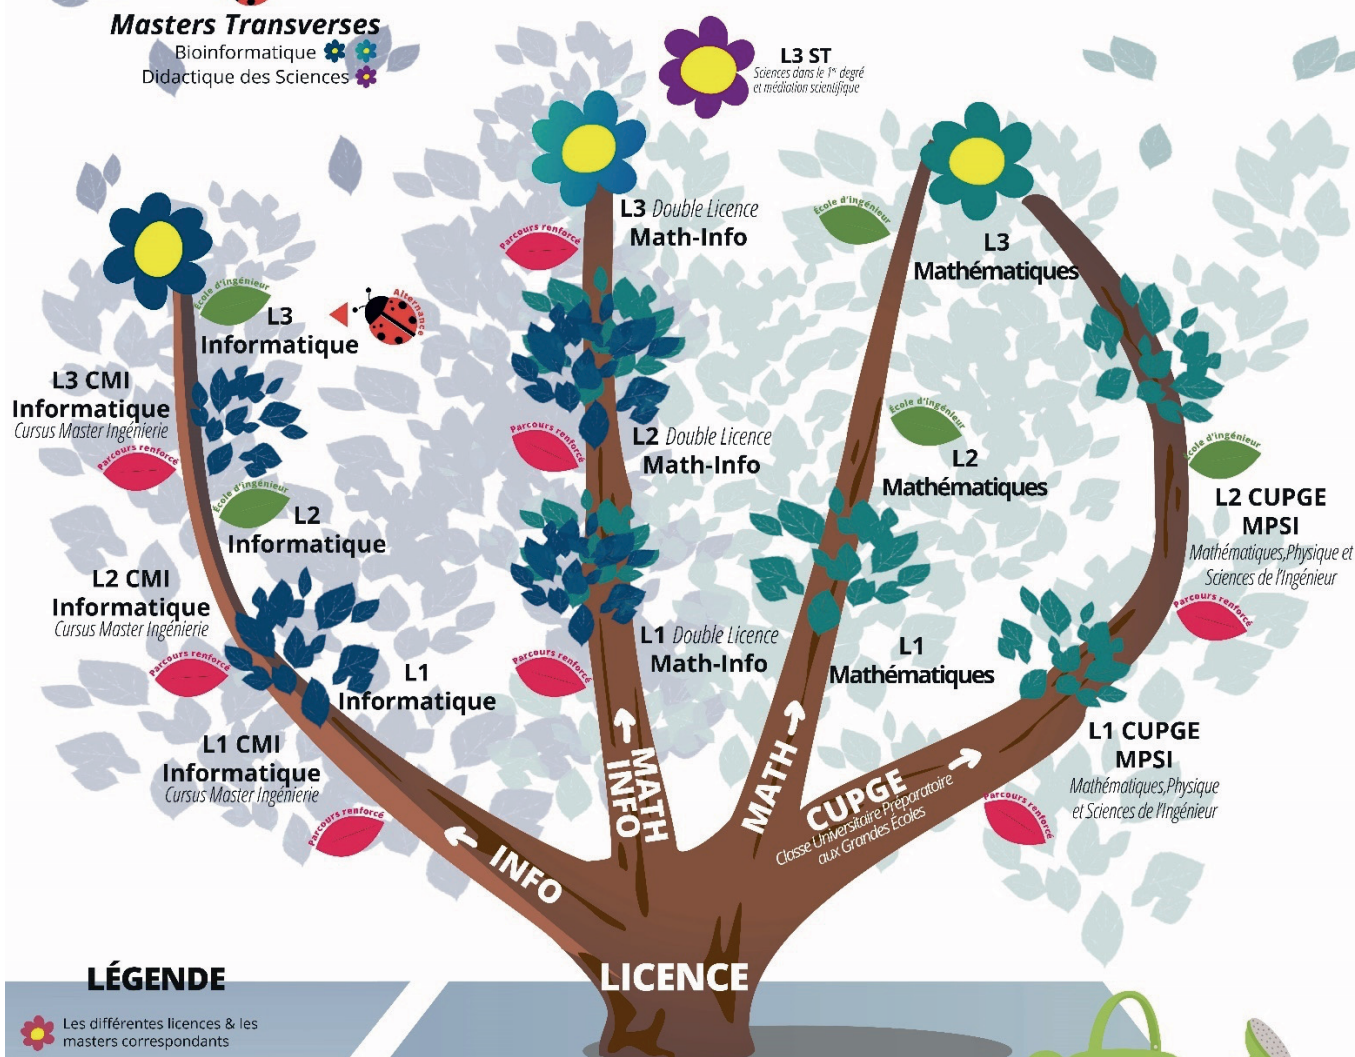 Masters Transverses
Bioinformatique
Didactique des Sciences
L3 ST
Sciences dans le 1er degré
et médiation scientifique
L3 Double Licence
Math-Info
Parcours renforcé
École d'ingénieur
L3
Mathématiques
École d'ingénieur
L3
Informatique
Alternance
L3 CMI
Informatique
Cursus Master Ingénierie
Parcours renforcé
L2 Double Licence
Math-Info
Parcours renforcé
École d'ingénieur
L2
Mathématiques
École d'ingénieur
L2 CUPGE
MPSI
Mathématiques,Physique et
Sciences de l'Ingénieur
Parcours renforcé
École d'ingénieur
L2
Informatique
L2 CMI
Informatique
Cursus Master Ingénierie
Parcours renforcé
L1
Informatique
L1 Double Licence
Math-Info
Parcours renforcé
L1
Mathématiques
L1 CUPGE
MPSI
Mathématiques,Physique
et Sciences de l'Ingénieur
Parcours renforcé
L1 CMI
Informatique
Cursus Master Ingénierie
Parcours renforcé
INFO
MATH
INFO
MATH
CUPGE
Classe Universitaire Préparatoire
aux Grandes Écoles
LICENCE
LÉGENDE
Les différentes licences & les
masters correspondants